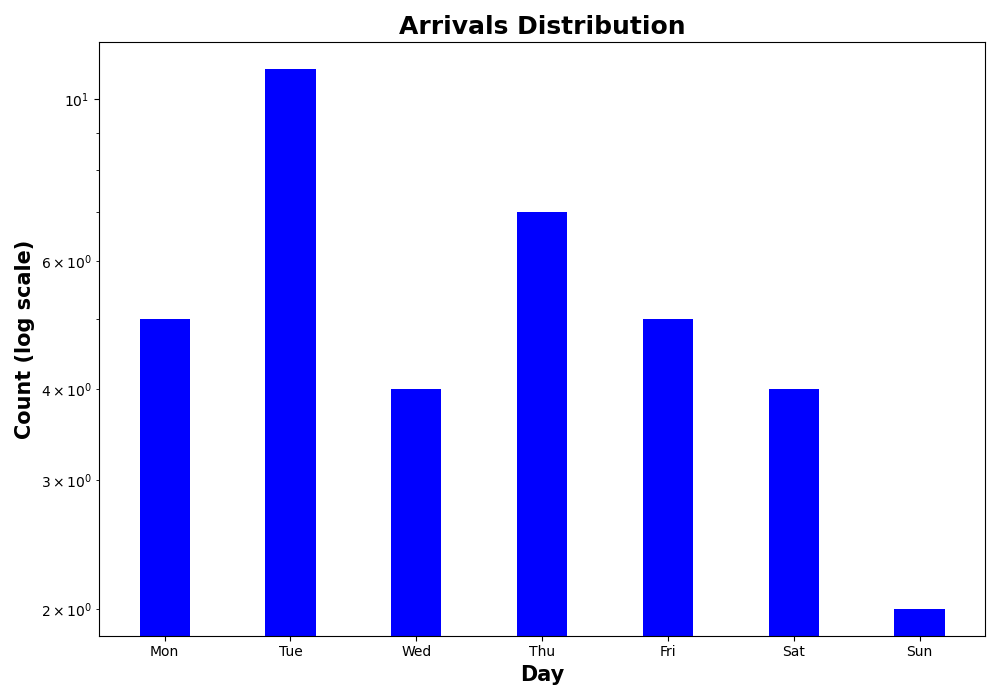 Arrivals Distribution
Count (log scale)
10¹
6 × 10⁰
4 × 10⁰
3 × 10⁰
2 × 10⁰
Mon Tue Wed Thu Fri Sat Sun
Day